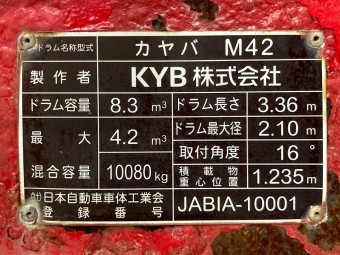 ドラム名称型式 カヤバ M42
製作者 KYB株式会社
ドラム容量 8.3 m³ ドラム長さ 3.36 m
最大 4.2 m³ ドラム最大径 2.10 m
混合容量 10080 kg 取付角度 16°
積載物重心位置 1.235 m
㈳日本自動車車体工業会
登録番号 JABIA-10001